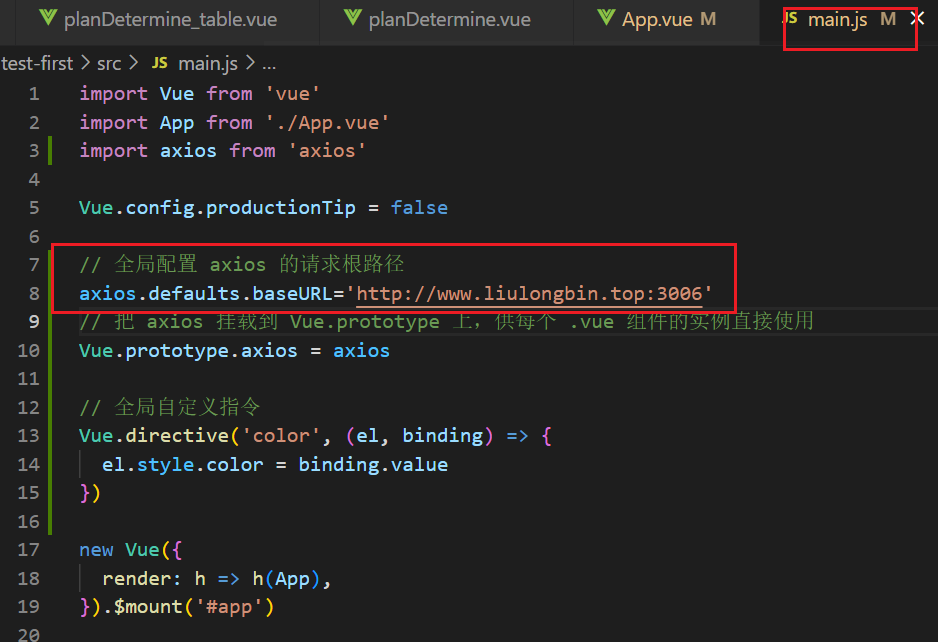 planDetermine_table.vue planDetermine.vue App.vue M JS main.js M
test-first > src > JS main.js > ...
1 import Vue from 'vue'
2 import App from './App.vue'
3 import axios from 'axios'
4
5 Vue.config.productionTip = false
6
7 // 全局配置 axios 的请求根路径
8 axios.defaults.baseURL='http://www.liulongbin.top:3006'
9 // 把 axios 挂载到 Vue.prototype 上，供每个 .vue 组件的实例直接使用
10 Vue.prototype.axios = axios
11
12 // 全局自定义指令
13 Vue.directive('color', (el, binding) => {
14   el.style.color = binding.value
15 })
16
17 new Vue({
18   render: h => h(App),
19 }).$mount('#app')
20